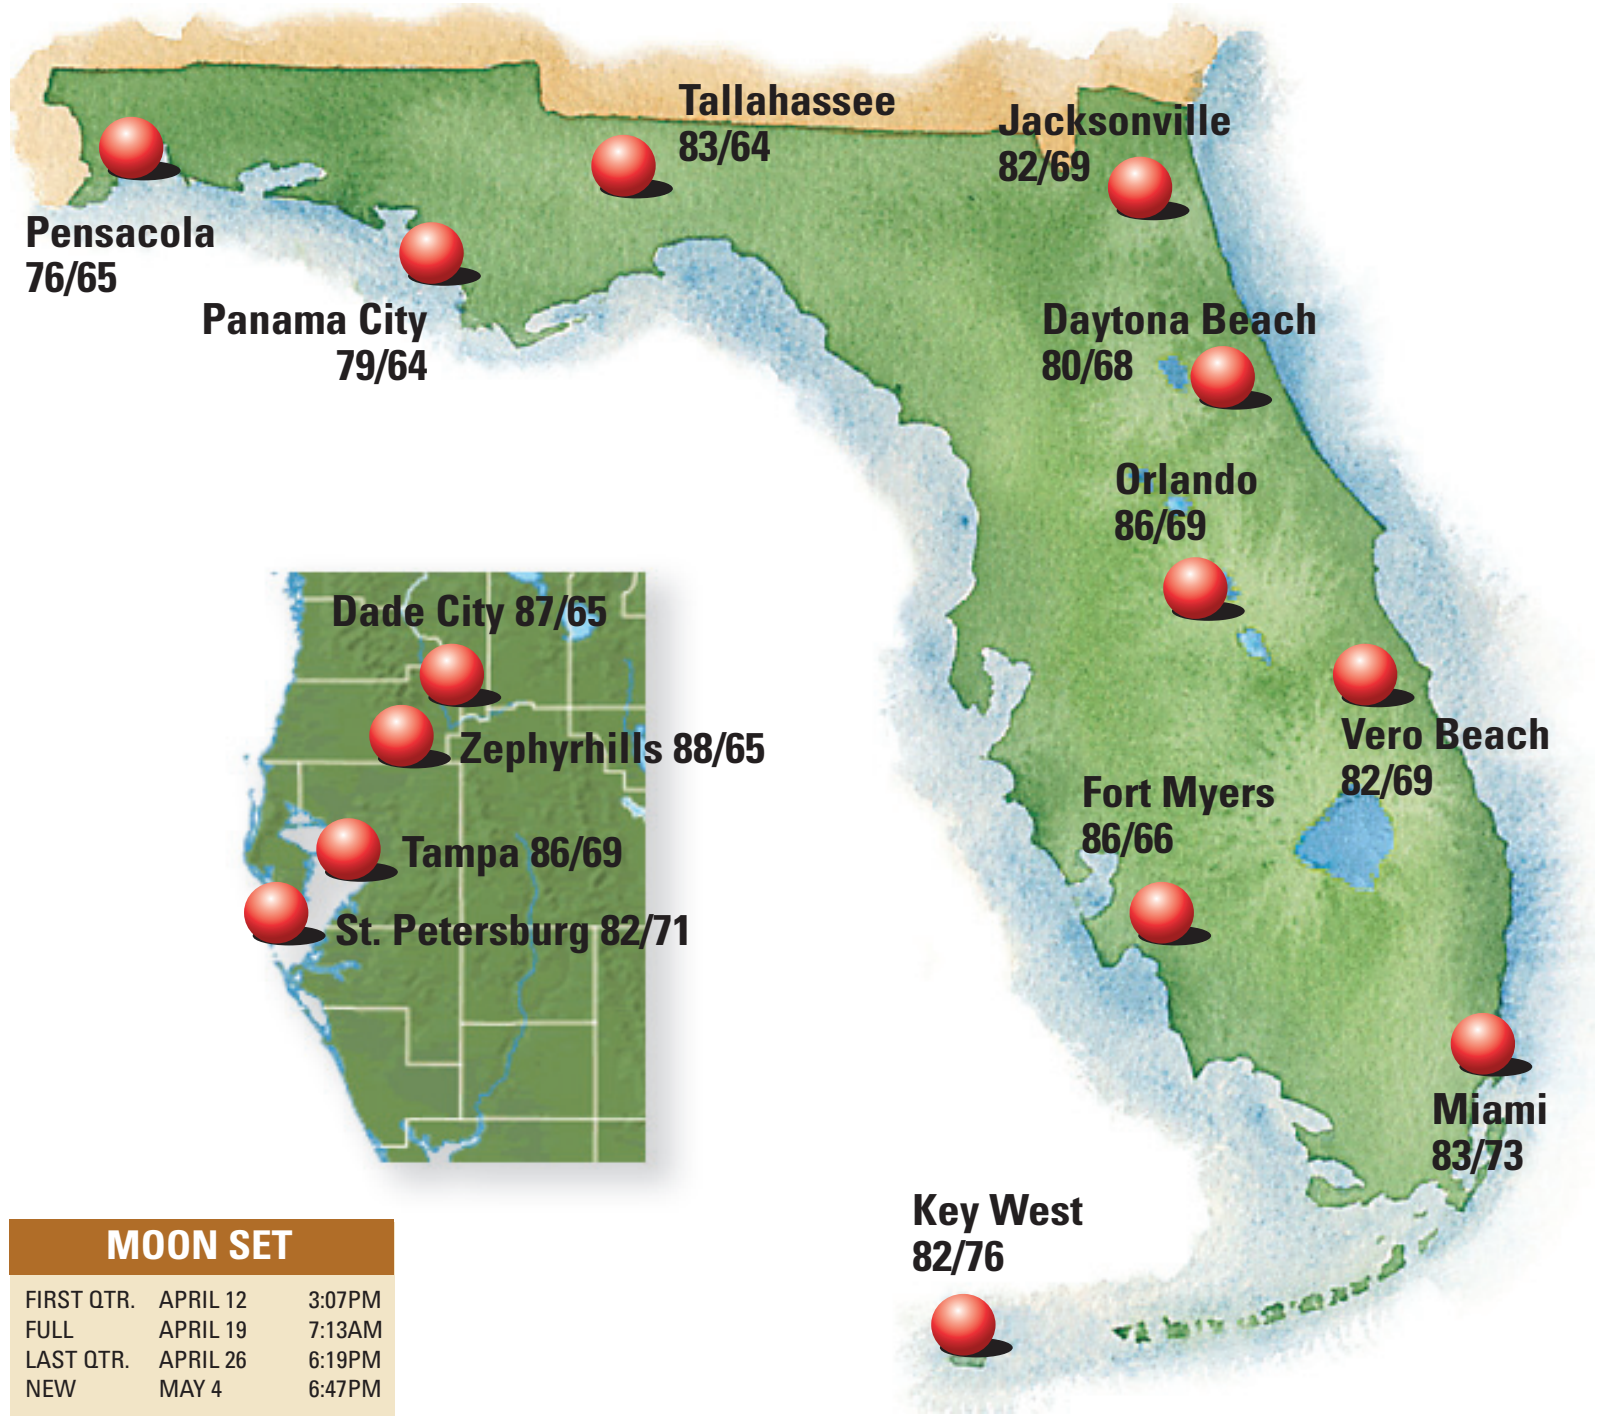 Tallahassee
83/64
Jacksonville
82/69
Pensacola
76/65
Panama City
79/64
Daytona Beach
80/68
Orlando
86/69
Dade City 87/65
Zephyrhills 88/65
Vero Beach
82/69
Fort Myers
86/66
Tampa 86/69
St. Petersburg 82/71
Miami
83/73
Key West
82/76
MOON SET
FIRST QTR. APRIL 12 3:07PM
FULL APRIL 19 7:13AM
LAST QTR. APRIL 26 6:19PM
NEW MAY 4 6:47PM